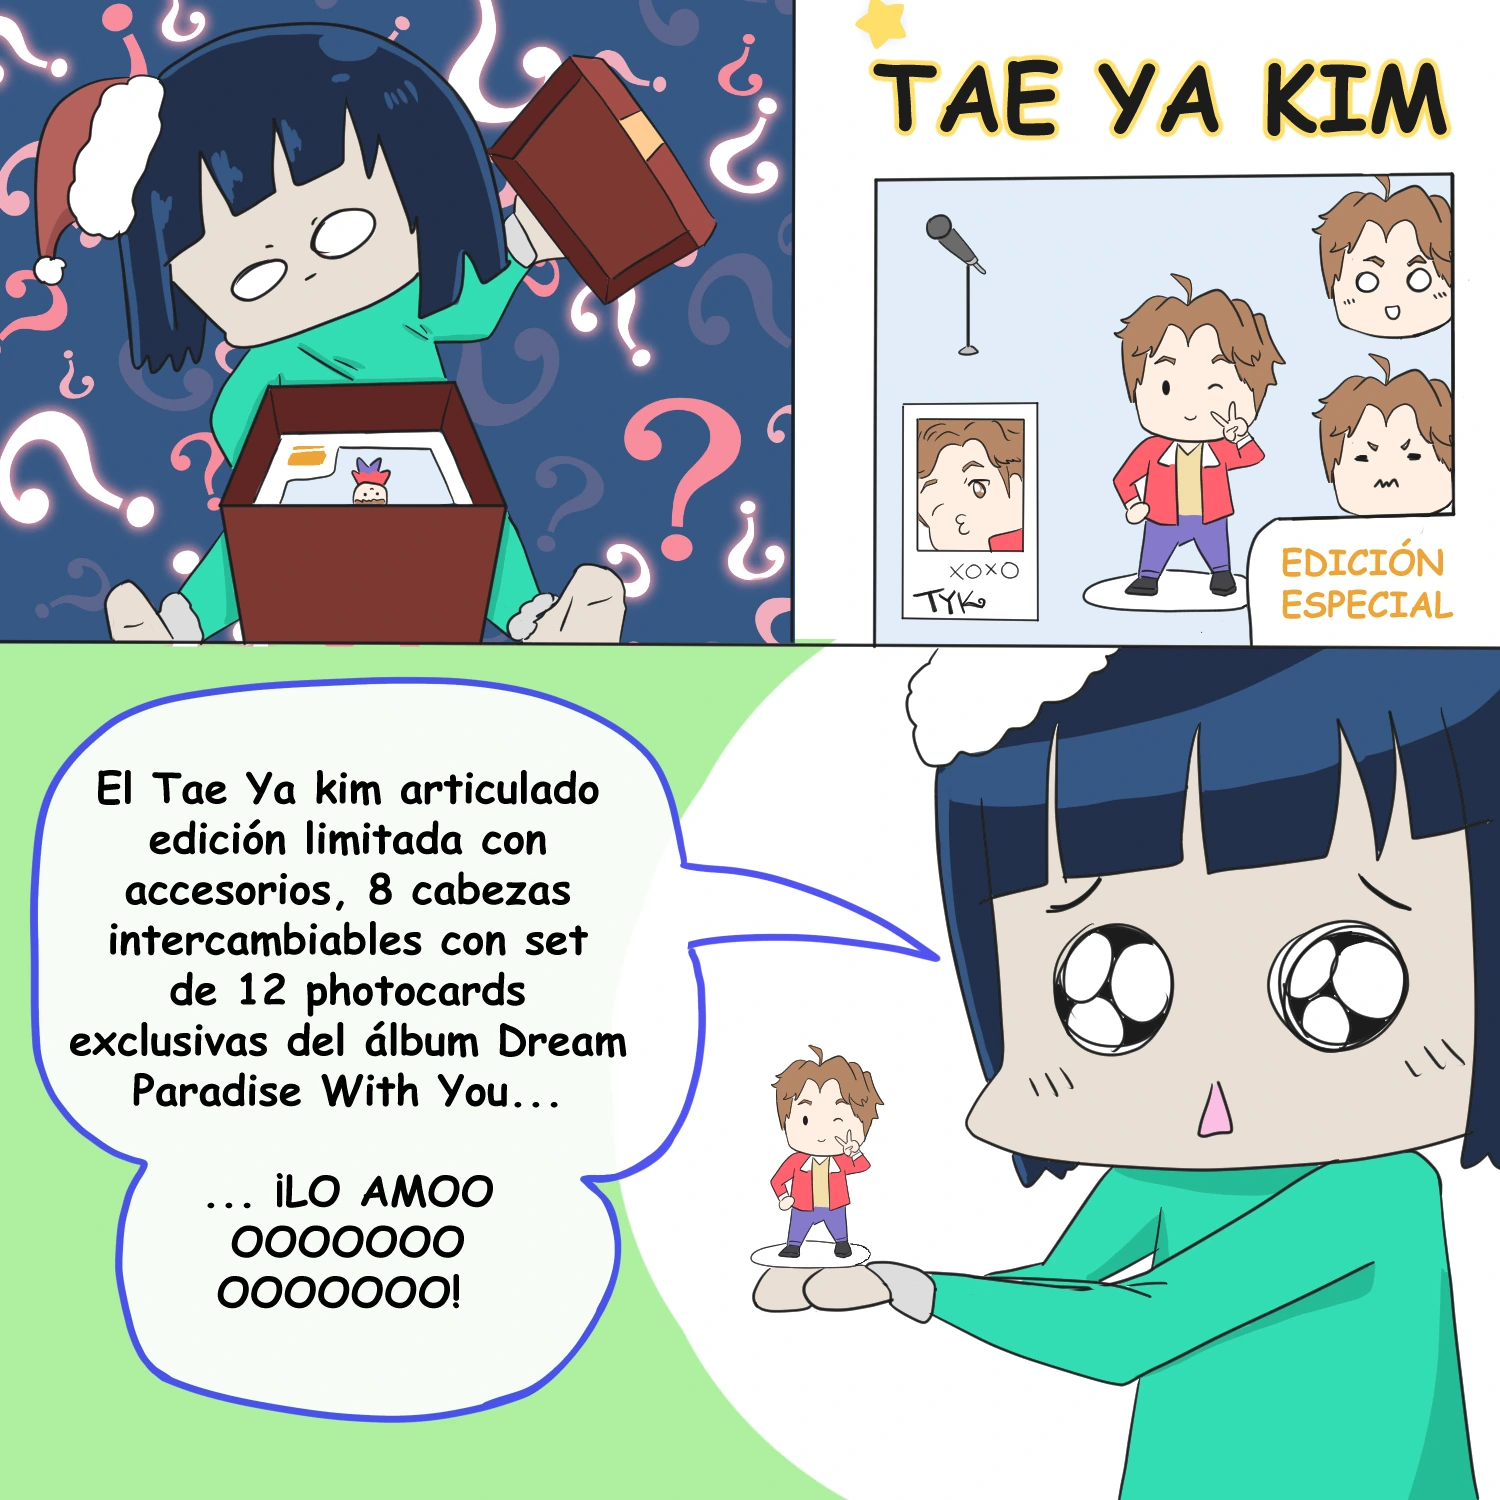 TAE YA KIM
XOXO
TYK
EDICIÓN
ESPECIAL
El Tae Ya kim articulado
edición limitada con
accesorios, 8 cabezas
intercambiables con set
de 12 photocards
exclusivas del álbum Dream
Paradise With You...
... ¡LO AMOO
OOOOOOO
OOOOOOO!